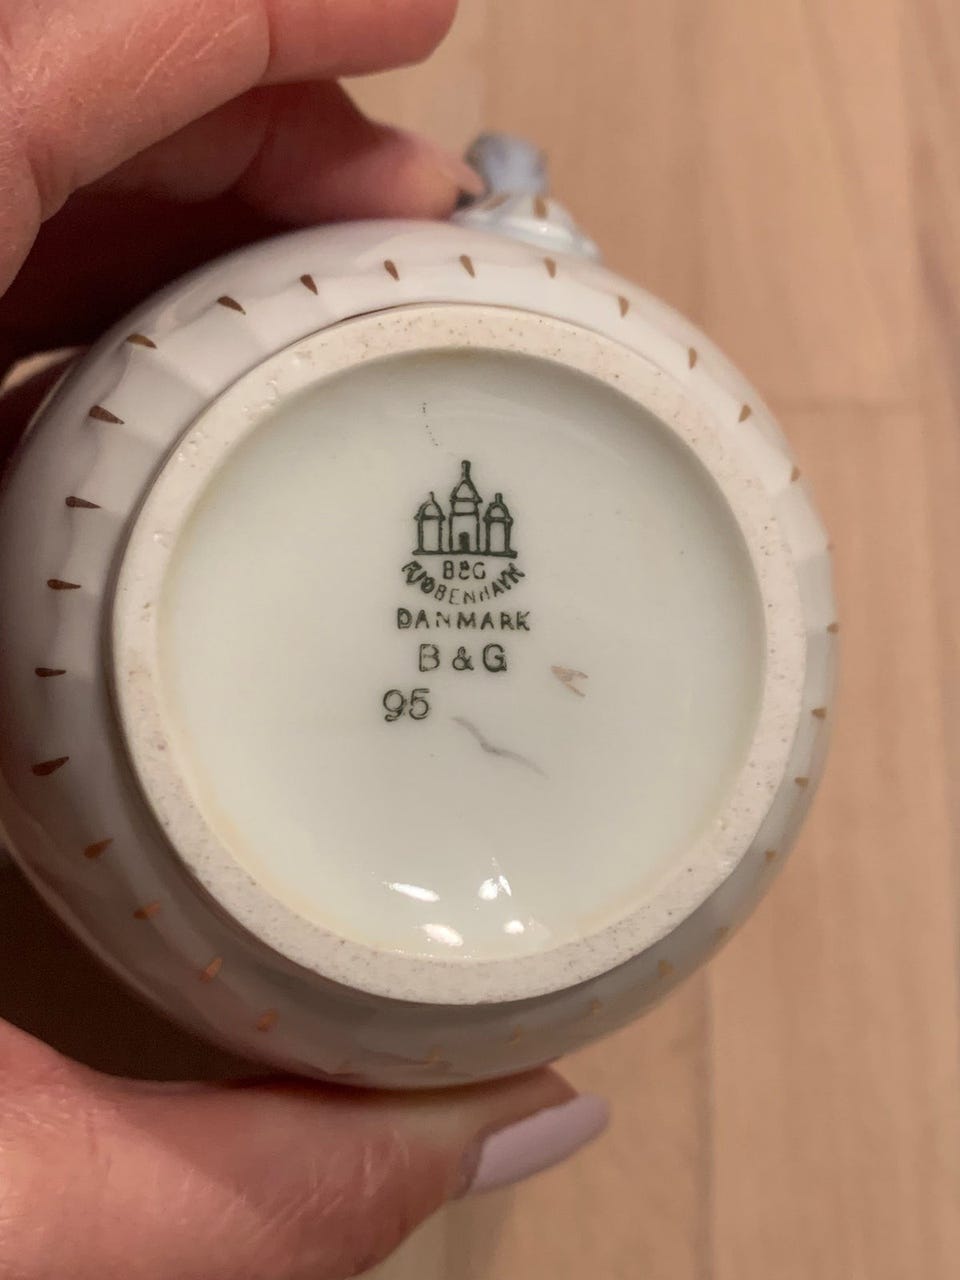 B&G
KJØBENHAVN
DANMARK
B & G
95